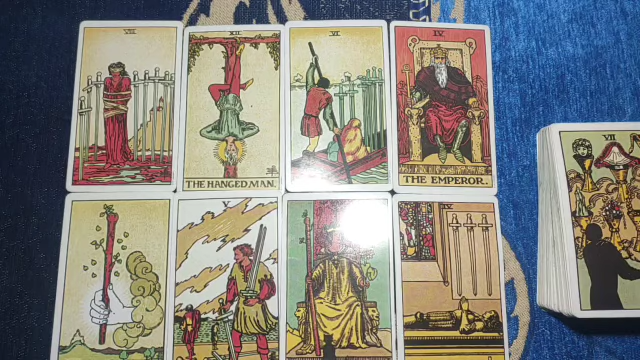 VIII
XII
VI
IV
THE HANGED MAN.
THE EMPEROR.
IV
VII